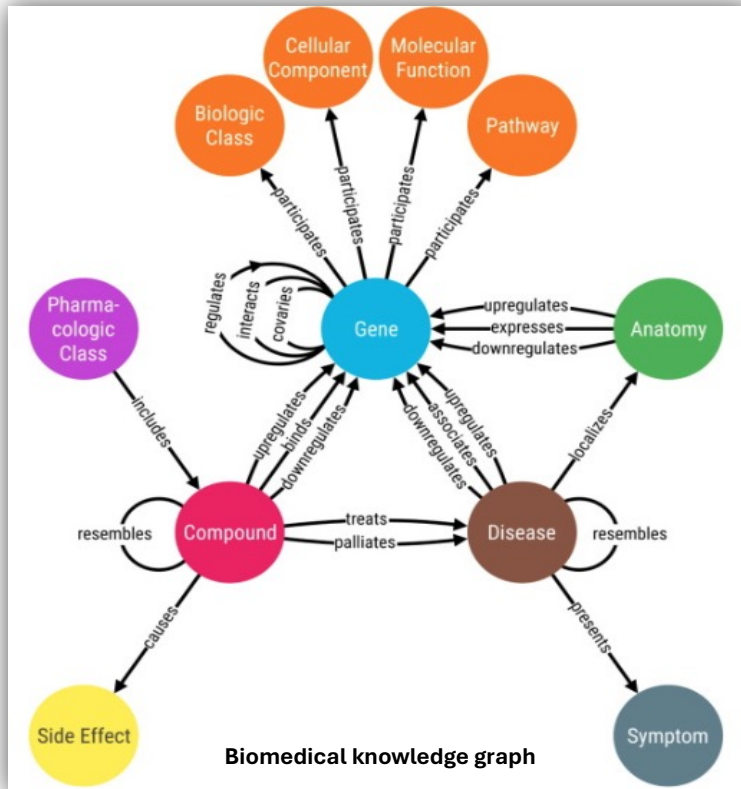 Cellular
Component
Molecular
Function
Biologic
Class
Pathway
participates
participates
participates
participates
regulates
interacts
covaries
Pharma-
cologic
Class
Gene
upregulates
expresses
downregulates
Anatomy
includes
upregulates
binds
downregulates
downregulates
associates
upregulates
localizes
resembles
Compound
treats
palliates
Disease
resembles
causes
presents
Side Effect
Biomedical knowledge graph
Symptom